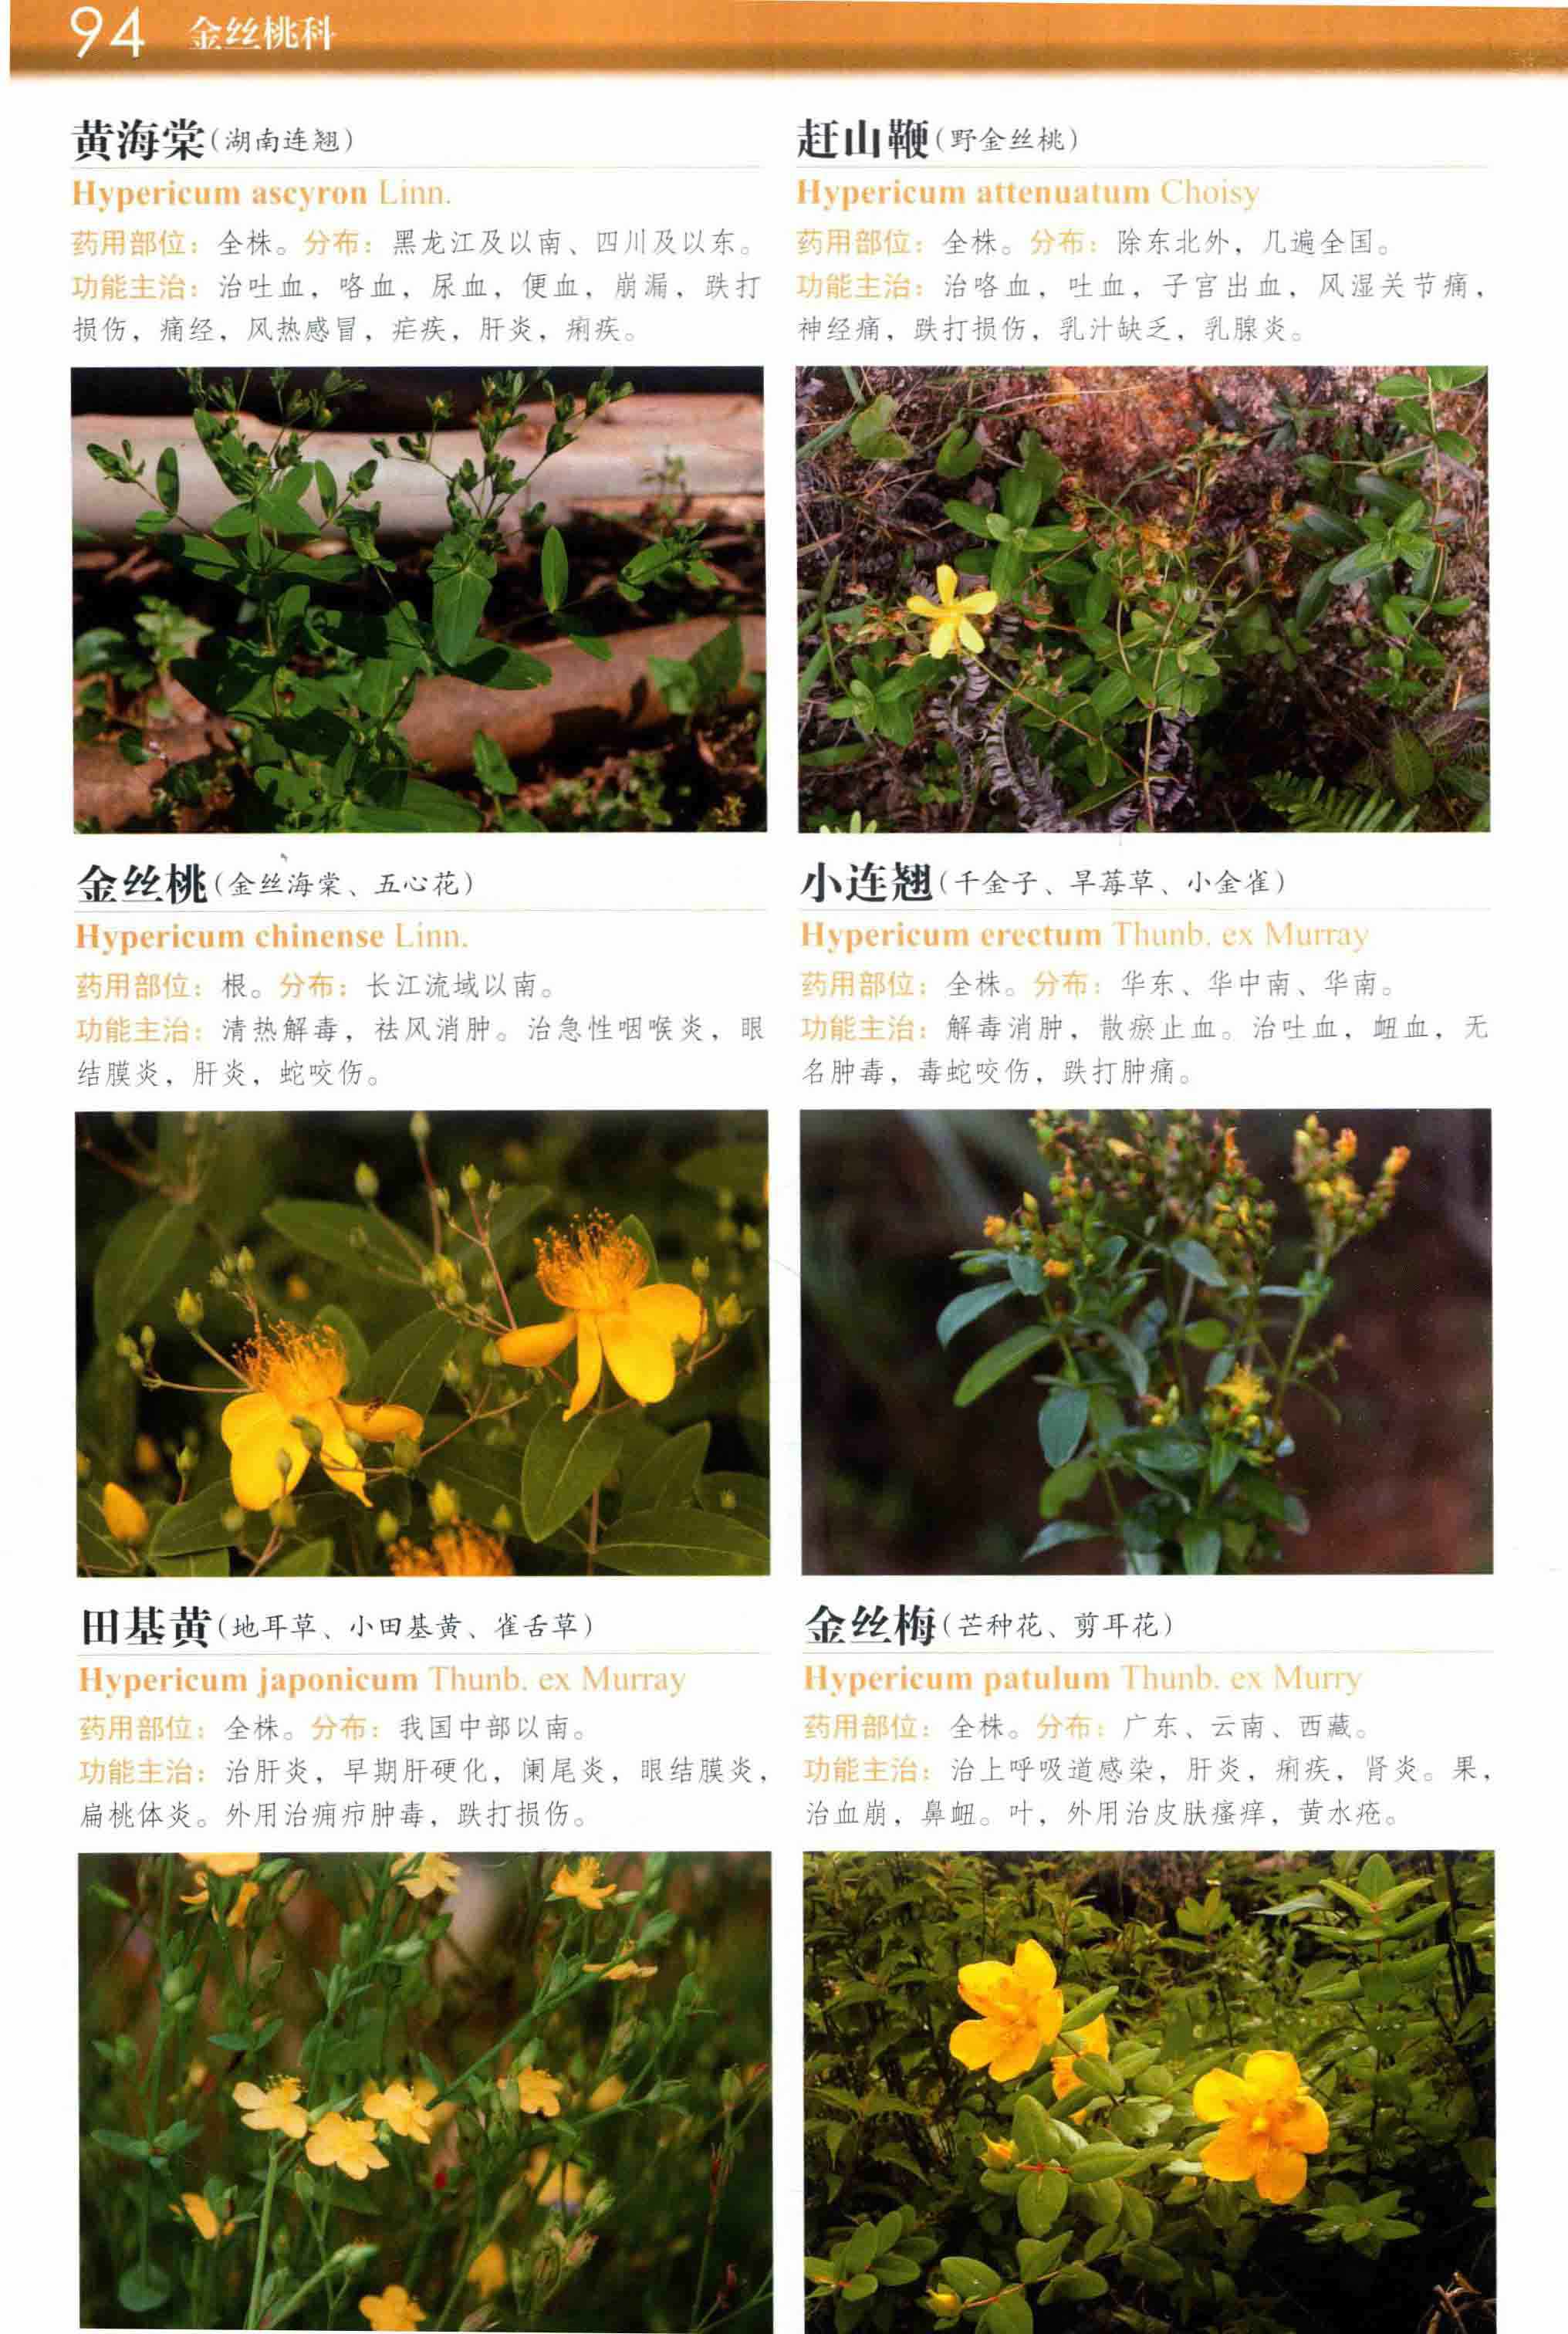 94 金丝桃科
黄海棠(湖南连翘)
Hypericum ascyron Linn.
药用部位：全株。分布：黑龙江及以南、四川及以东。
功能主治：治吐血，咯血，尿血，便血，崩漏，跌打
损伤，痛经，风热感冒，疟疾，肝炎，痢疾。
赶山鞭(野金丝桃)
Hypericum attenuatum Choisy
药用部位：全株。分布：除东北外，几遍全国。
功能主治：治咯血，吐血，子宫出血，风湿关节痛，
神经痛，跌打损伤，乳汁缺乏，乳腺炎。
金丝桃(金丝海棠、五心花)
Hypericum chinense Linn.
药用部位：根。分布：长江流域以南。
功能主治：清热解毒，祛风消肿。治急性咽喉炎，眼
结膜炎，肝炎，蛇咬伤。
小连翘(千金子、旱莓草、小金雀)
Hypericum erectum Thunb. ex Murray
药用部位：全株。分布：华东、华中南、华南。
功能主治：解毒消肿，散瘀止血。治吐血，衄血，无
名肿毒，毒蛇咬伤，跌打肿痛。
田基黄(地耳草、小田基黄、雀舌草)
Hypericum japonicum Thunb. ex Murray
药用部位：全株。分布：我国中部以南。
功能主治：治肝炎，早期肝硬化，阑尾炎，眼结膜炎，
扁桃体炎。外用治痈疖肿毒，跌打损伤。
金丝梅(芒种花、剪耳花)
Hypericum patulum Thunb. ex Murry
药用部位：全株。分布：广东、云南、西藏。
功能主治：治上呼吸道感染，肝炎，痢疾，肾炎。果，
治血崩，鼻衄。叶，外用治皮肤瘙痒，黄水疮。